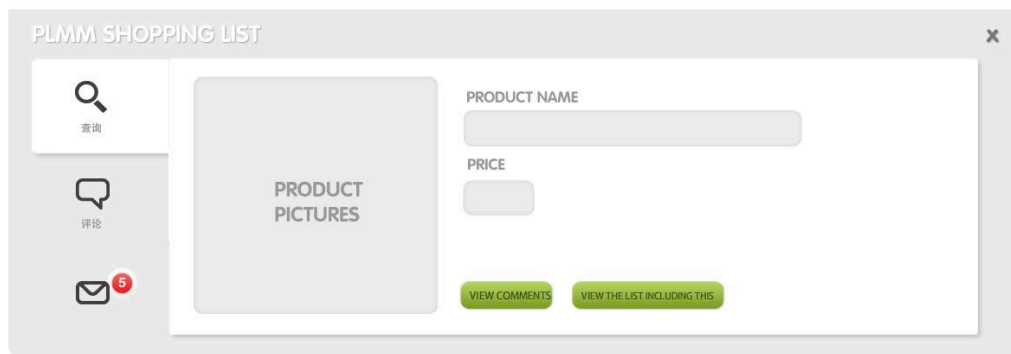 PLMM SHOPPING LIST
查询
评论
5
PRODUCT
PICTURES
PRODUCT NAME
PRICE
VIEW COMMENTS
VIEW THE LIST INCLUDING THIS